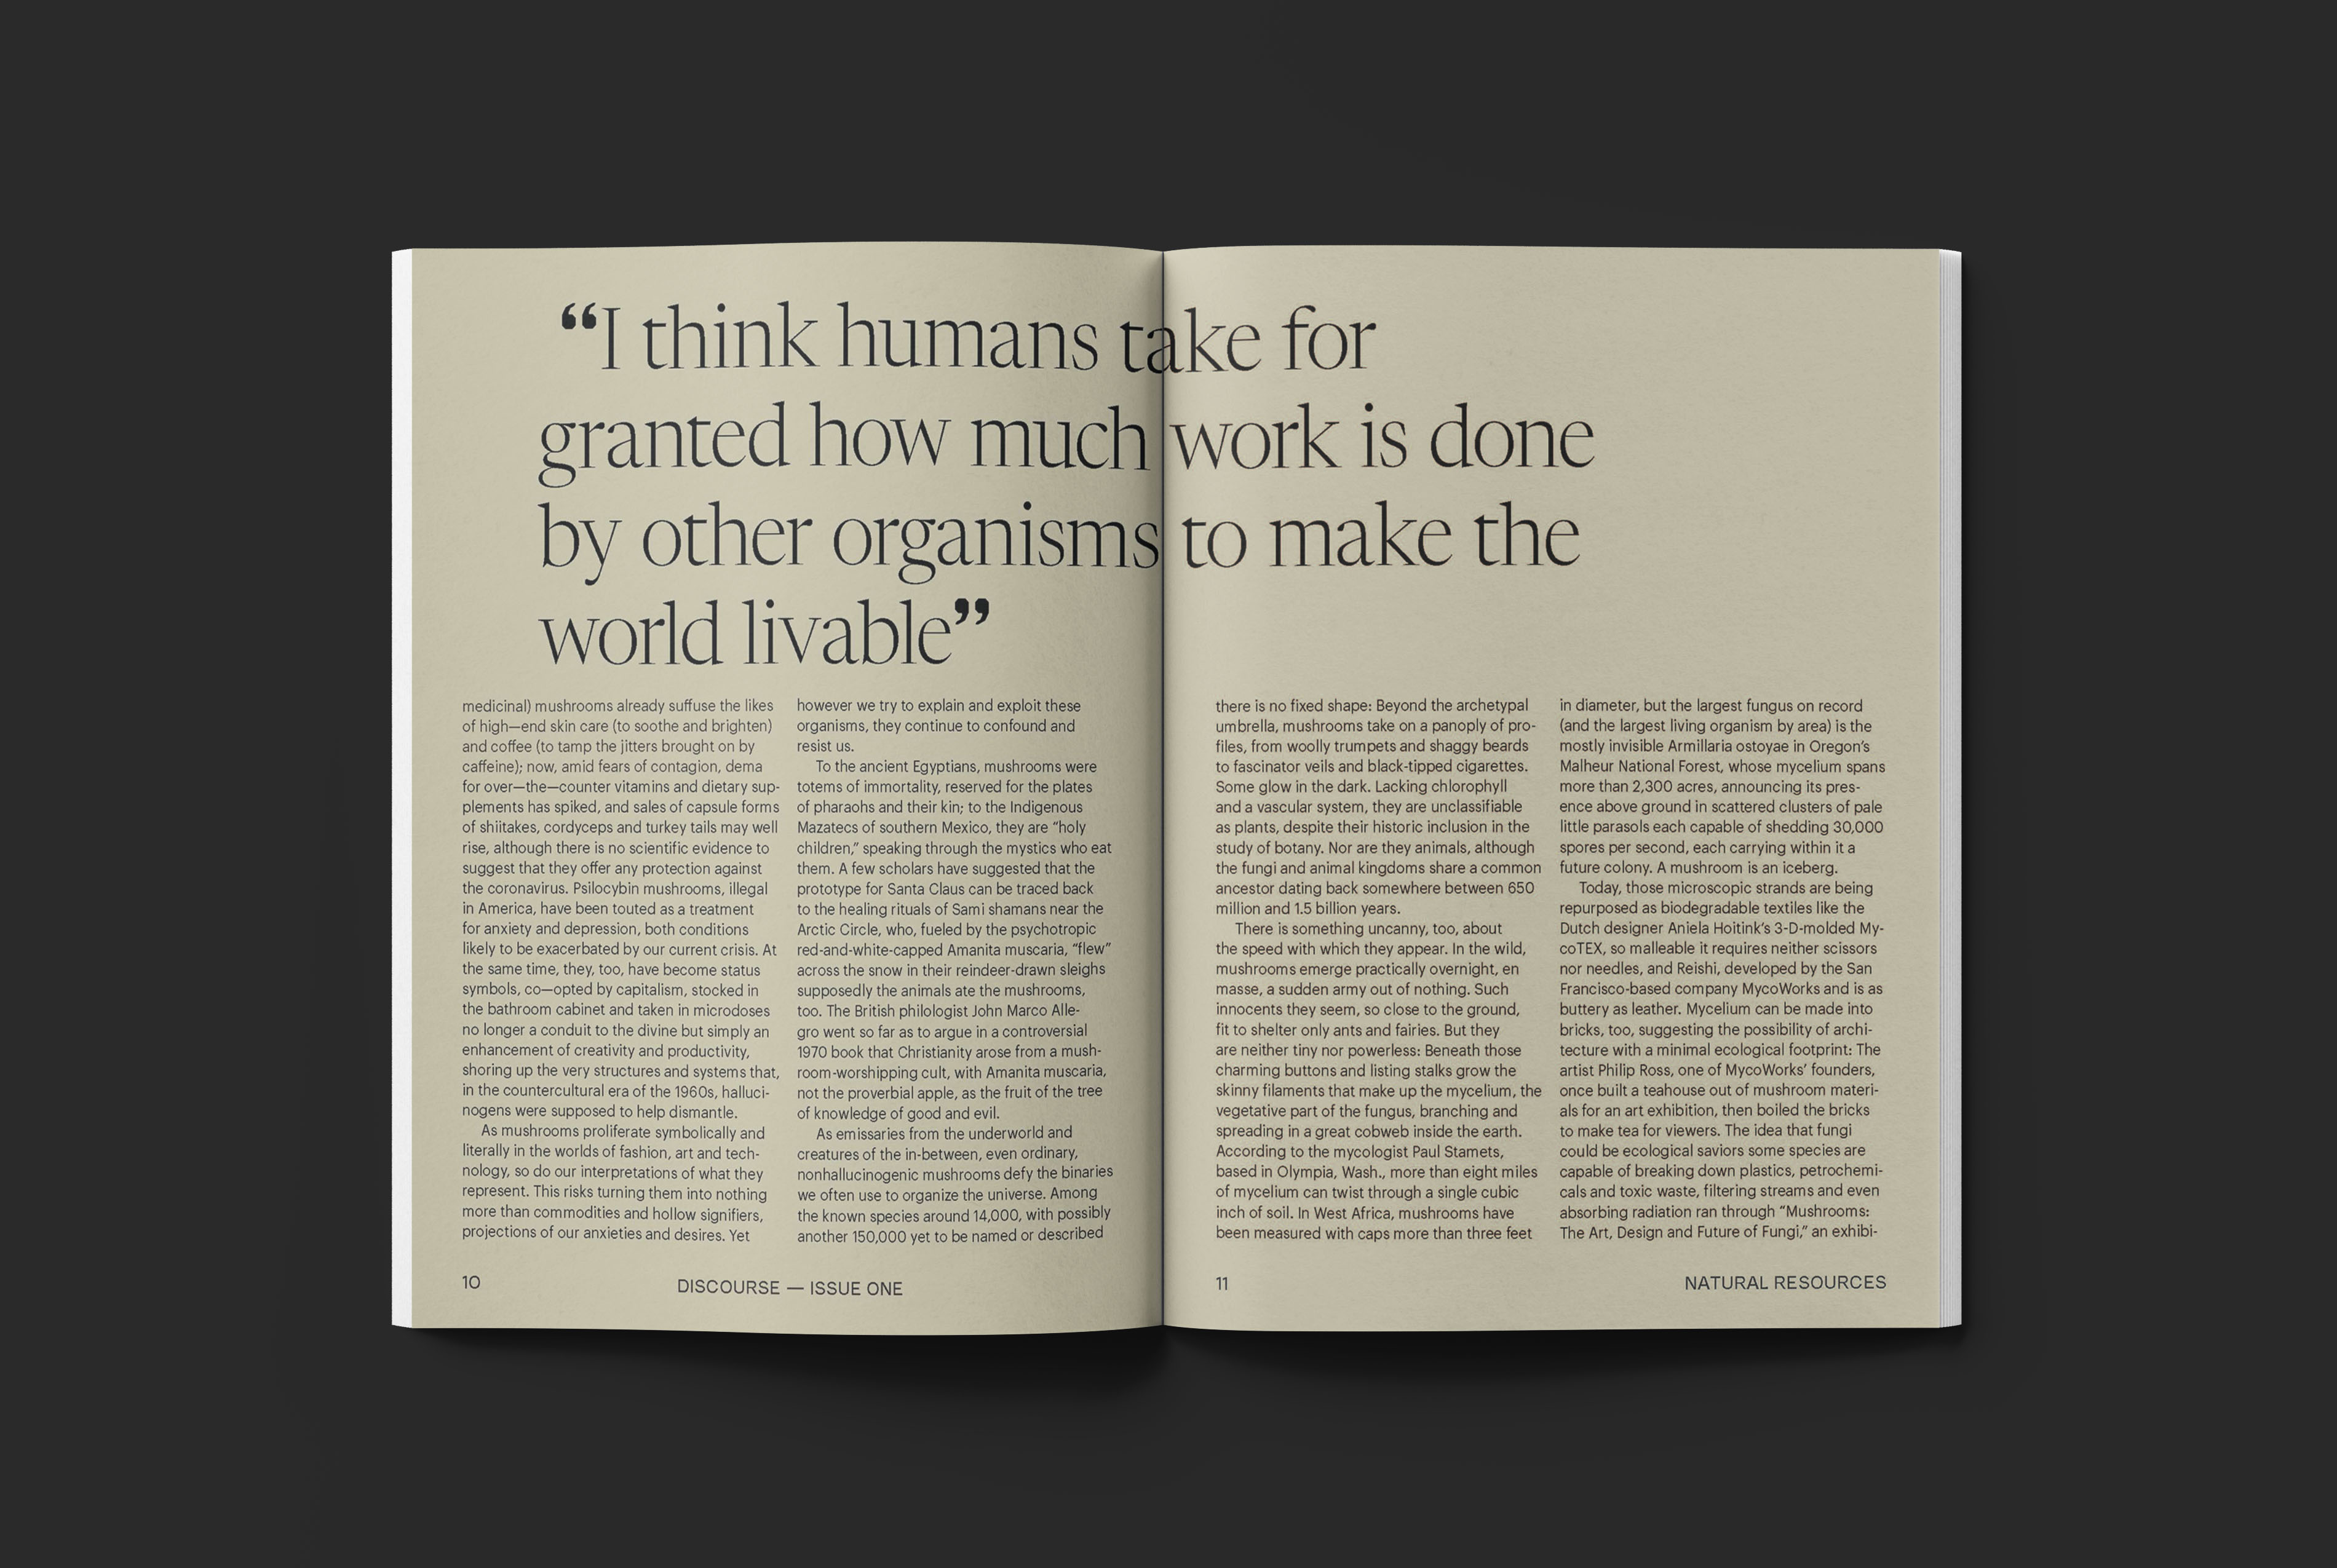 “I think humans take for
granted how much work is done
by other organisms to make the
world livable”
medicinal) mushrooms already suffuse the likes
of high—end skin care (to soothe and brighten)
and coffee (to tamp the jitters brought on by
caffeine); now, amid fears of contagion, dema
for over—the—counter vitamins and dietary sup-
plements has spiked, and sales of capsule forms
of shiitakes, cordyceps and turkey tails may well
rise, although there is no scientific evidence to
suggest that they offer any protection against
the coronavirus. Psilocybin mushrooms, illegal
in America, have been touted as a treatment
for anxiety and depression, both conditions
likely to be exacerbated by our current crisis. At
the same time, they, too, have become status
symbols, co—opted by capitalism, stocked in
the bathroom cabinet and taken in microdoses
no longer a conduit to the divine but simply an
enhancement of creativity and productivity,
shoring up the very structures and systems that,
in the countercultural era of the 1960s, halluci-
nogens were supposed to help dismantle.
As mushrooms proliferate symbolically and
literally in the worlds of fashion, art and tech-
nology, so do our interpretations of what they
represent. This risks turning them into nothing
more than commodities and hollow signifiers,
projections of our anxieties and desires. Yet
however we try to explain and exploit these
organisms, they continue to confound and
resist us.
To the ancient Egyptians, mushrooms were
totems of immortality, reserved for the plates
of pharaohs and their kin; to the Indigenous
Mazatecs of southern Mexico, they are “holy
children,” speaking through the mystics who eat
them. A few scholars have suggested that the
prototype for Santa Claus can be traced back
to the healing rituals of Sami shamans near the
Arctic Circle, who, fueled by the psychotropic
red-and-white-capped Amanita muscaria, “flew”
across the snow in their reindeer-drawn sleighs
supposedly the animals ate the mushrooms,
too. The British philologist John Marco Alle-
gro went so far as to argue in a controversial
1970 book that Christianity arose from a mush-
room-worshipping cult, with Amanita muscaria,
not the proverbial apple, as the fruit of the tree
of knowledge of good and evil.
As emissaries from the underworld and
creatures of the in-between, even ordinary,
nonhallucinogenic mushrooms defy the binaries
we often use to organize the universe. Among
the known species around 14,000, with possibly
another 150,000 yet to be named or described
there is no fixed shape: Beyond the archetypal
umbrella, mushrooms take on a panoply of pro-
files, from woolly trumpets and shaggy beards
to fascinator veils and black-tipped cigarettes.
Some glow in the dark. Lacking chlorophyll
and a vascular system, they are unclassifiable
as plants, despite their historic inclusion in the
study of botany. Nor are they animals, although
the fungi and animal kingdoms share a common
ancestor dating back somewhere between 650
million and 1.5 billion years.
There is something uncanny, too, about
the speed with which they appear. In the wild,
mushrooms emerge practically overnight, en
masse, a sudden army out of nothing. Such
innocents they seem, so close to the ground,
fit to shelter only ants and fairies. But they
are neither tiny nor powerless: Beneath those
charming buttons and listing stalks grow the
skinny filaments that make up the mycelium, the
vegetative part of the fungus, branching and
spreading in a great cobweb inside the earth.
According to the mycologist Paul Stamets,
based in Olympia, Wash., more than eight miles
of mycelium can twist through a single cubic
inch of soil. In West Africa, mushrooms have
been measured with caps more than three feet
in diameter, but the largest fungus on record
(and the largest living organism by area) is the
mostly invisible Armillaria ostoyae in Oregon’s
Malheur National Forest, whose mycelium spans
more than 2,300 acres, announcing its pres-
ence above ground in scattered clusters of pale
little parasols each capable of shedding 30,000
spores per second, each carrying within it a
future colony. A mushroom is an iceberg.
Today, those microscopic strands are being
repurposed as biodegradable textiles like the
Dutch designer Aniela Hoitink’s 3-D-molded My-
coTEX, so malleable it requires neither scissors
nor needles, and Reishi, developed by the San
Francisco-based company MycoWorks and is as
buttery as leather. Mycelium can be made into
bricks, too, suggesting the possibility of archi-
tecture with a minimal ecological footprint: The
artist Philip Ross, one of MycoWorks’ founders,
once built a teahouse out of mushroom materi-
als for an art exhibition, then boiled the bricks
to make tea for viewers. The idea that fungi
could be ecological saviors some species are
capable of breaking down plastics, petrochemi-
cals and toxic waste, filtering streams and even
absorbing radiation ran through “Mushrooms:
The Art, Design and Future of Fungi,” an exhibi-
10
DISCOURSE — ISSUE ONE
11
NATURAL RESOURCES